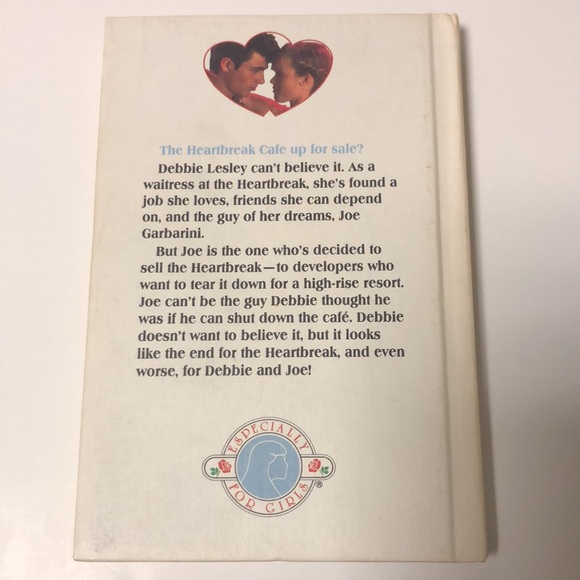 The Heartbreak Cafe up for sale?
Debbie Lesley can't believe it. As a
waitress at the Heartbreak, she's found a
job she loves, friends she can depend
on, and the guy of her dreams, Joe
Garbarini.
But Joe is the one who's decided to
sell the Heartbreak—to developers who
want to tear it down for a high-rise resort.
Joe can't be the guy Debbie thought he
was if he can shut down the café. Debbie
doesn't want to believe it, but it looks
like the end for the Heartbreak, and even
worse, for Debbie and Joe!
ESPECIALLY
FOR GIRLS
®